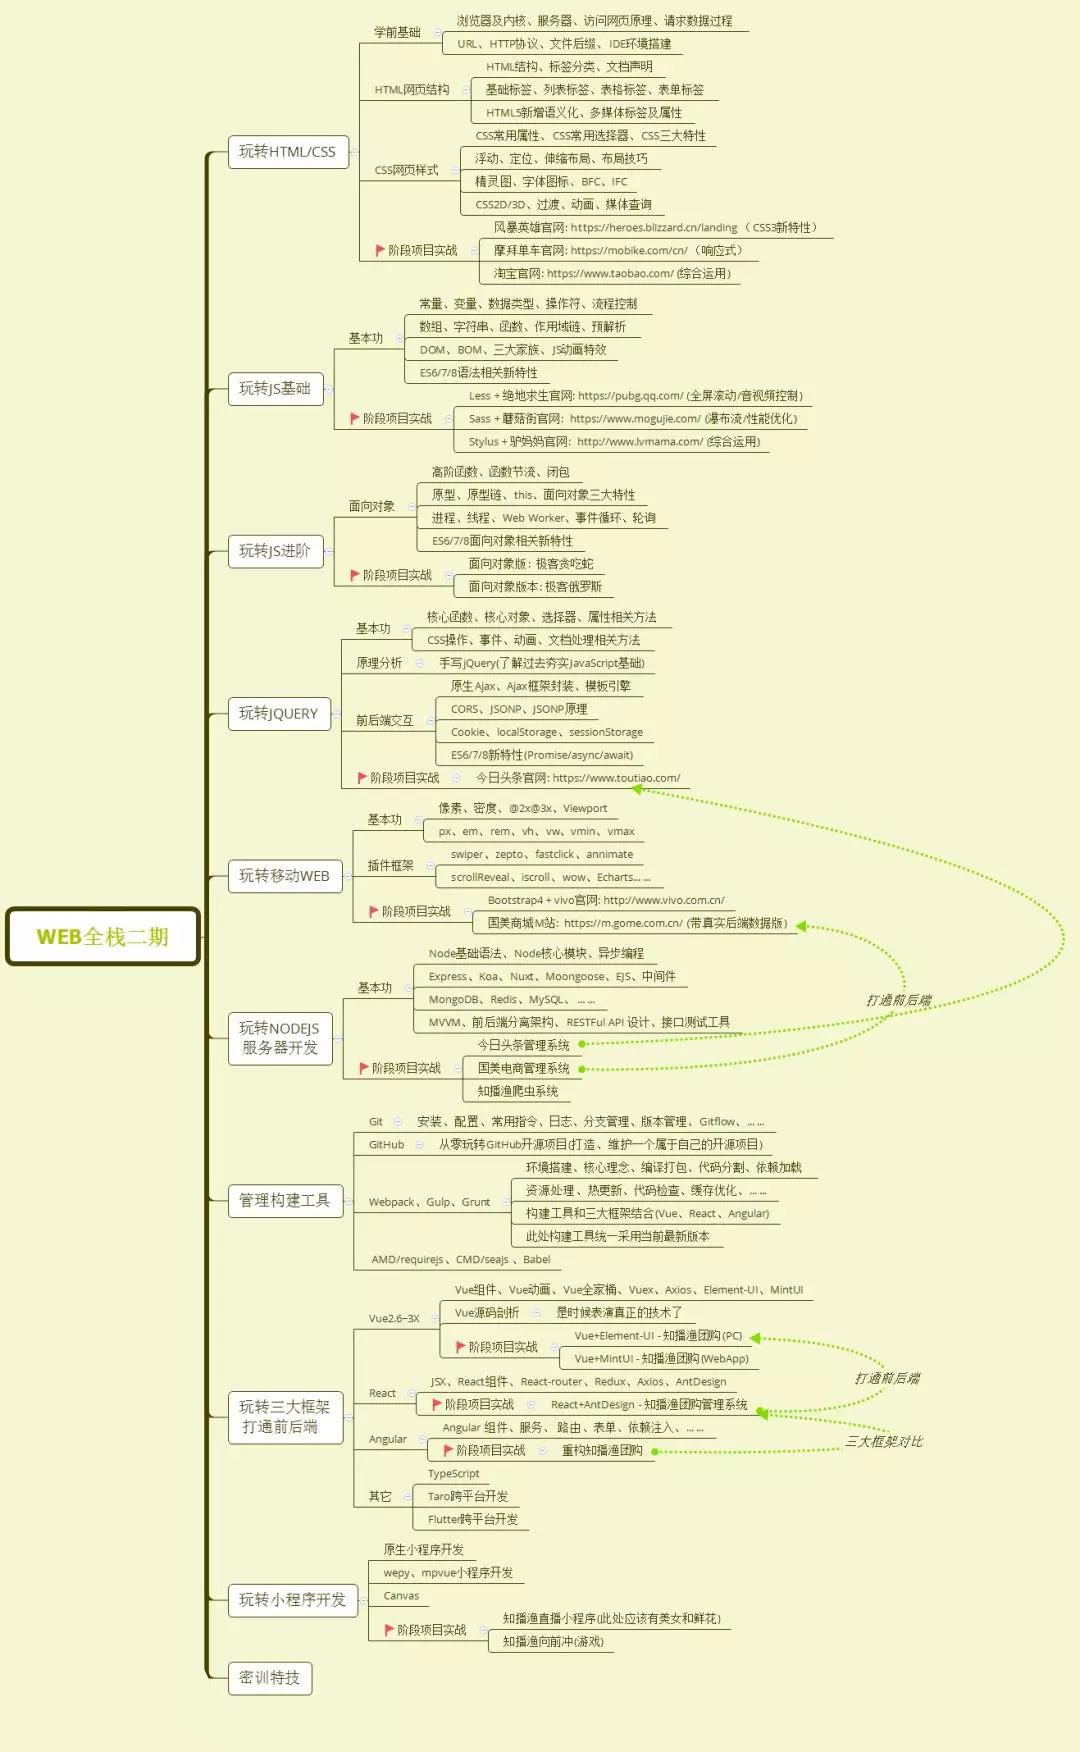 WEB全栈二期
玩转HTML/CSS
学前基础
浏览器及内核、服务器、访问网页原理、请求数据过程
URL、HTTP协议、文件后缀、IDE环境搭建
HTML网页结构
HTML结构、标签分类、文档声明
基础标签、列表标签、表格标签、表单标签
HTML5新增语义化、多媒体标签及属性
CSS网页样式
CSS常用属性、CSS常用选择器、CSS三大特性
浮动、定位、伸缩布局、布局技巧
精灵图、字体图标、BFC、IFC
CSS2D/3D、过渡、动画、媒体查询
阶段项目实战
风暴英雄官网: https://heroes.blizzard.cn/landing （ CSS3新特性）
摩拜单车官网: https://mobike.com/cn/ （响应式）
淘宝官网: https://www.taobao.com/ (综合运用)
玩转JS基础
基本功
常量、变量、数据类型、操作符、流程控制
数组、字符串、函数、作用域链、预解析
DOM、BOM、三大家族、JS动画特效
ES6/7/8语法相关新特性
阶段项目实战
Less + 绝地求生官网: https://pubg.qq.com/ (全屏滚动/音视频控制)
Sass + 蘑菇街官网: https://www.mogujie.com/ (瀑布流/性能优化)
Stylus + 驴妈妈官网: http://www.lvmama.com/ (综合运用)
玩转JS进阶
面向对象
高阶函数、函数节流、闭包
原型、原型链、this、面向对象三大特性
进程、线程、Web Worker、事件循环、轮询
ES6/7/8面向对象相关新特性
阶段项目实战
面向对象版: 极客贪吃蛇
面向对象版本: 极客俄罗斯
玩转JQUERY
基本功
核心函数、核心对象、选择器、属性相关方法
CSS操作、事件、动画、文档处理相关方法
原理分析
手写jQuery(了解过去夯实JavaScript基础)
前后端交互
原生Ajax、Ajax框架封装、模板引擎
CORS、JSONP、JSONP原理
Cookie、localStorage、sessionStorage
ES6/7/8新特性(Promise/async/await)
阶段项目实战
今日头条官网: https://www.toutiao.com/
玩转移动WEB
基本功
像素、密度、@2x@3x、Viewport
px、em、rem、vh、vw、vmin、vmax
插件框架
swiper、zepto、fastclick、annimate
scrollReveal、iscroll、wow、Echarts... ...
阶段项目实战
Bootstrap4 + vivo官网: http://www.vivo.com.cn/
国美商城M站: https://m.gome.com.cn/ (带真实后端数据版)
打通前后端
玩转NODEJS
服务器开发
基本功
Node基础语法、Node核心模块、异步编程
Express、Koa、Nuxt、Moongoose、EJS、中间件
MongoDB、Redis、MySQL、... ...
MVVM、前后端分离架构、RESTFul API 设计、接口测试工具
阶段项目实战
今日头条管理系统
国美电商管理系统
知播渔爬虫系统
管理构建工具
Git
安装、配置、常用指令、日志、分支管理、版本管理、Gitflow、... ...
GitHub
从零玩转GitHub开源项目(打造、维护一个属于自己的开源项目)
Webpack、Gulp、Grunt
环境搭建、核心理念、编译打包、代码分割、依赖加载
资源处理、热更新、代码检查、缓存优化、... ...
构建工具和三大框架结合(Vue、React、Angular)
此处构建工具统一采用当前最新版本
AMD/requirejs、CMD/seajs 、Babel
玩转三大框架
打通前后端
Vue2.6~3X
Vue组件、Vue动画、Vue全家桶、Vuex、Axios、Element-UI、MintUI
Vue源码剖析
是时候表演真正的技术了
阶段项目实战
Vue+Element-UI - 知播渔团购(PC)
Vue+MintUI - 知播渔团购(WebApp)
打通前后端
React
JSX、React组件、React-router、Redux、Axios、AntDesign
阶段项目实战
React+AntDesign - 知播渔团购管理系统
Angular
Angular 组件、服务、 路由、表单、依赖注入、... ...
阶段项目实战
重构知播渔团购
三大框架对比
其它
TypeScript
Taro跨平台开发
Flutter跨平台开发
玩转小程序开发
原生小程序开发
wepy、mpvue小程序开发
Canvas
阶段项目实战
知播渔直播小程序(此处应该有美女和鲜花)
知播渔向前冲(游戏)
密训特技